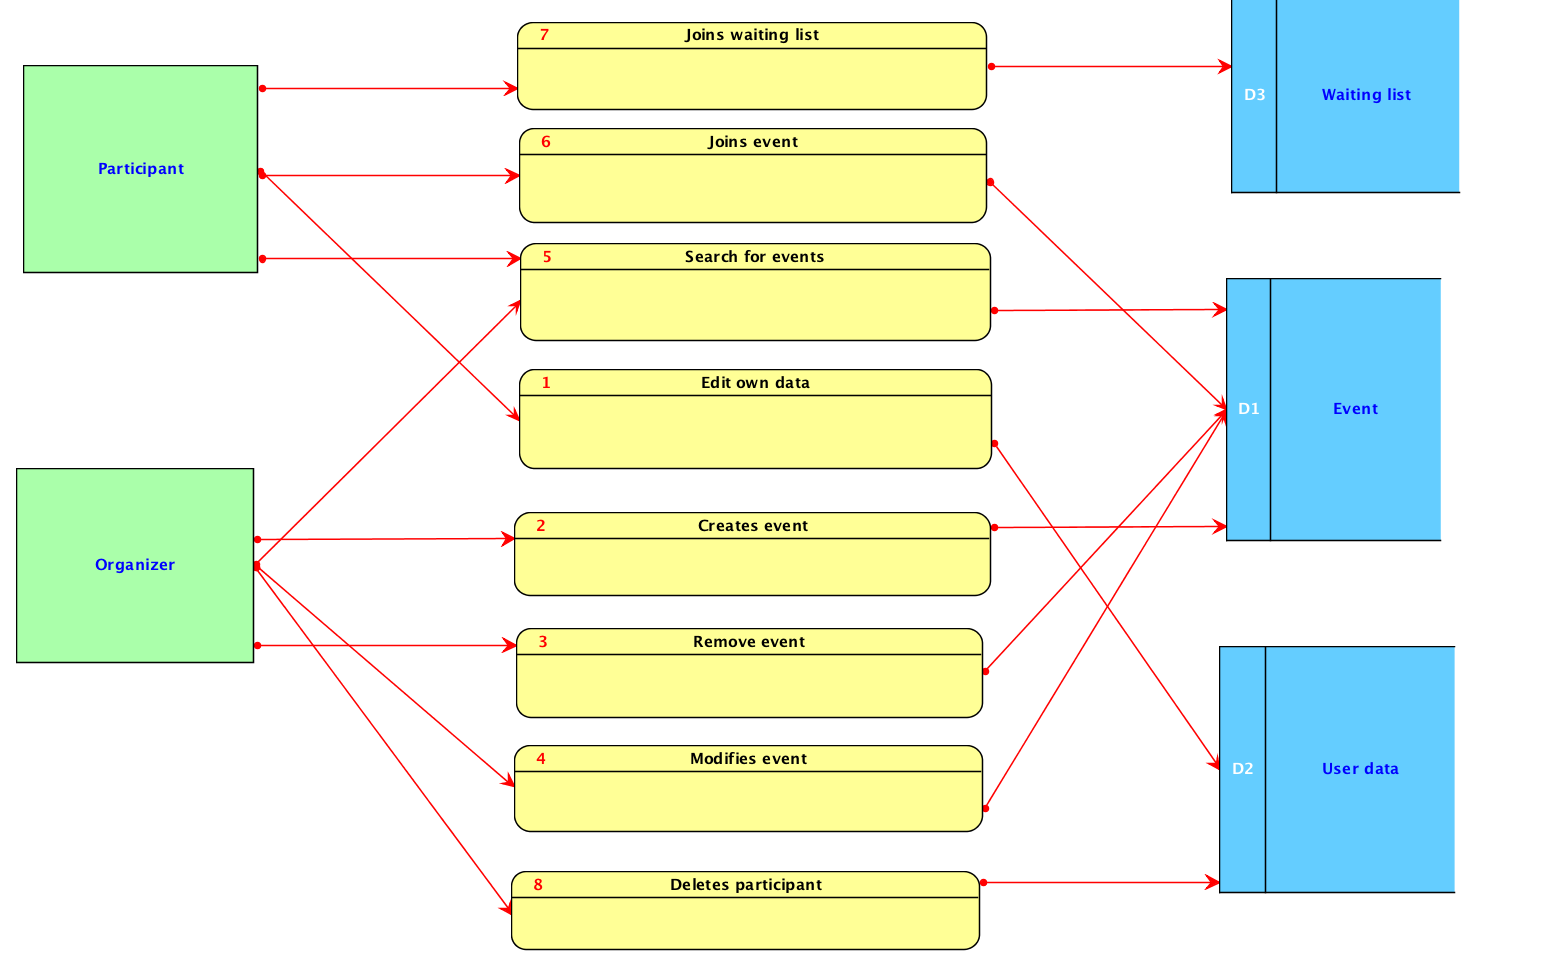 7 Joins waiting list
D3 Waiting list
Participant
6 Joins event
5 Search for events
1 Edit own data
D1 Event
Organizer
2 Creates event
3 Remove event
4 Modifies event
D2 User data
8 Deletes participant